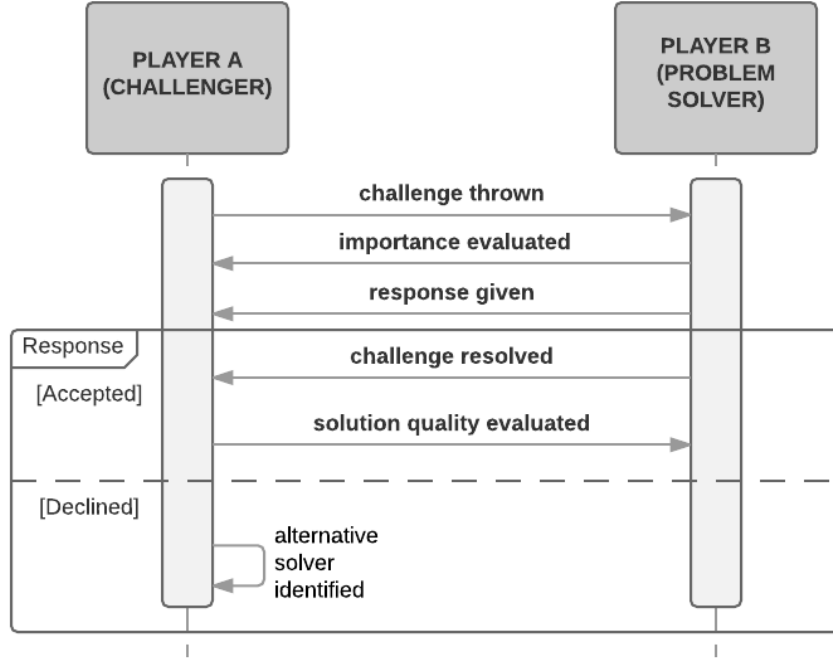 PLAYER A
(CHALLENGER)
PLAYER B
(PROBLEM
SOLVER)
challenge thrown
importance evaluated
response given
Response
challenge resolved
[Accepted]
solution quality evaluated
[Declined]
alternative
solver
identified